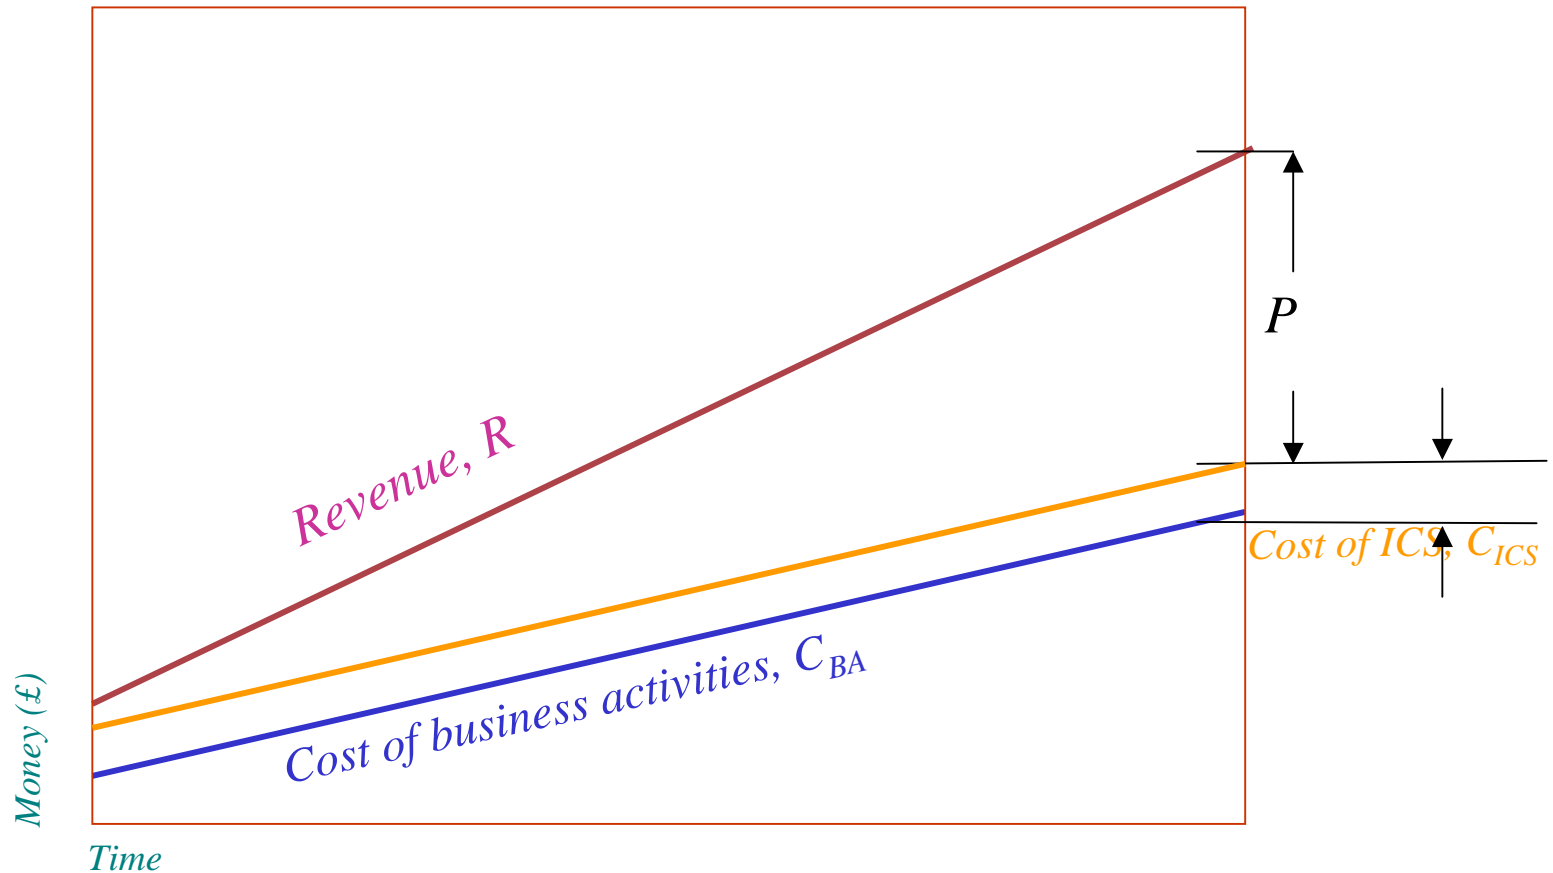 P
Revenue, R
Cost of ICS, C_ICS
Cost of business activities, C_BA
Money (£)
Time